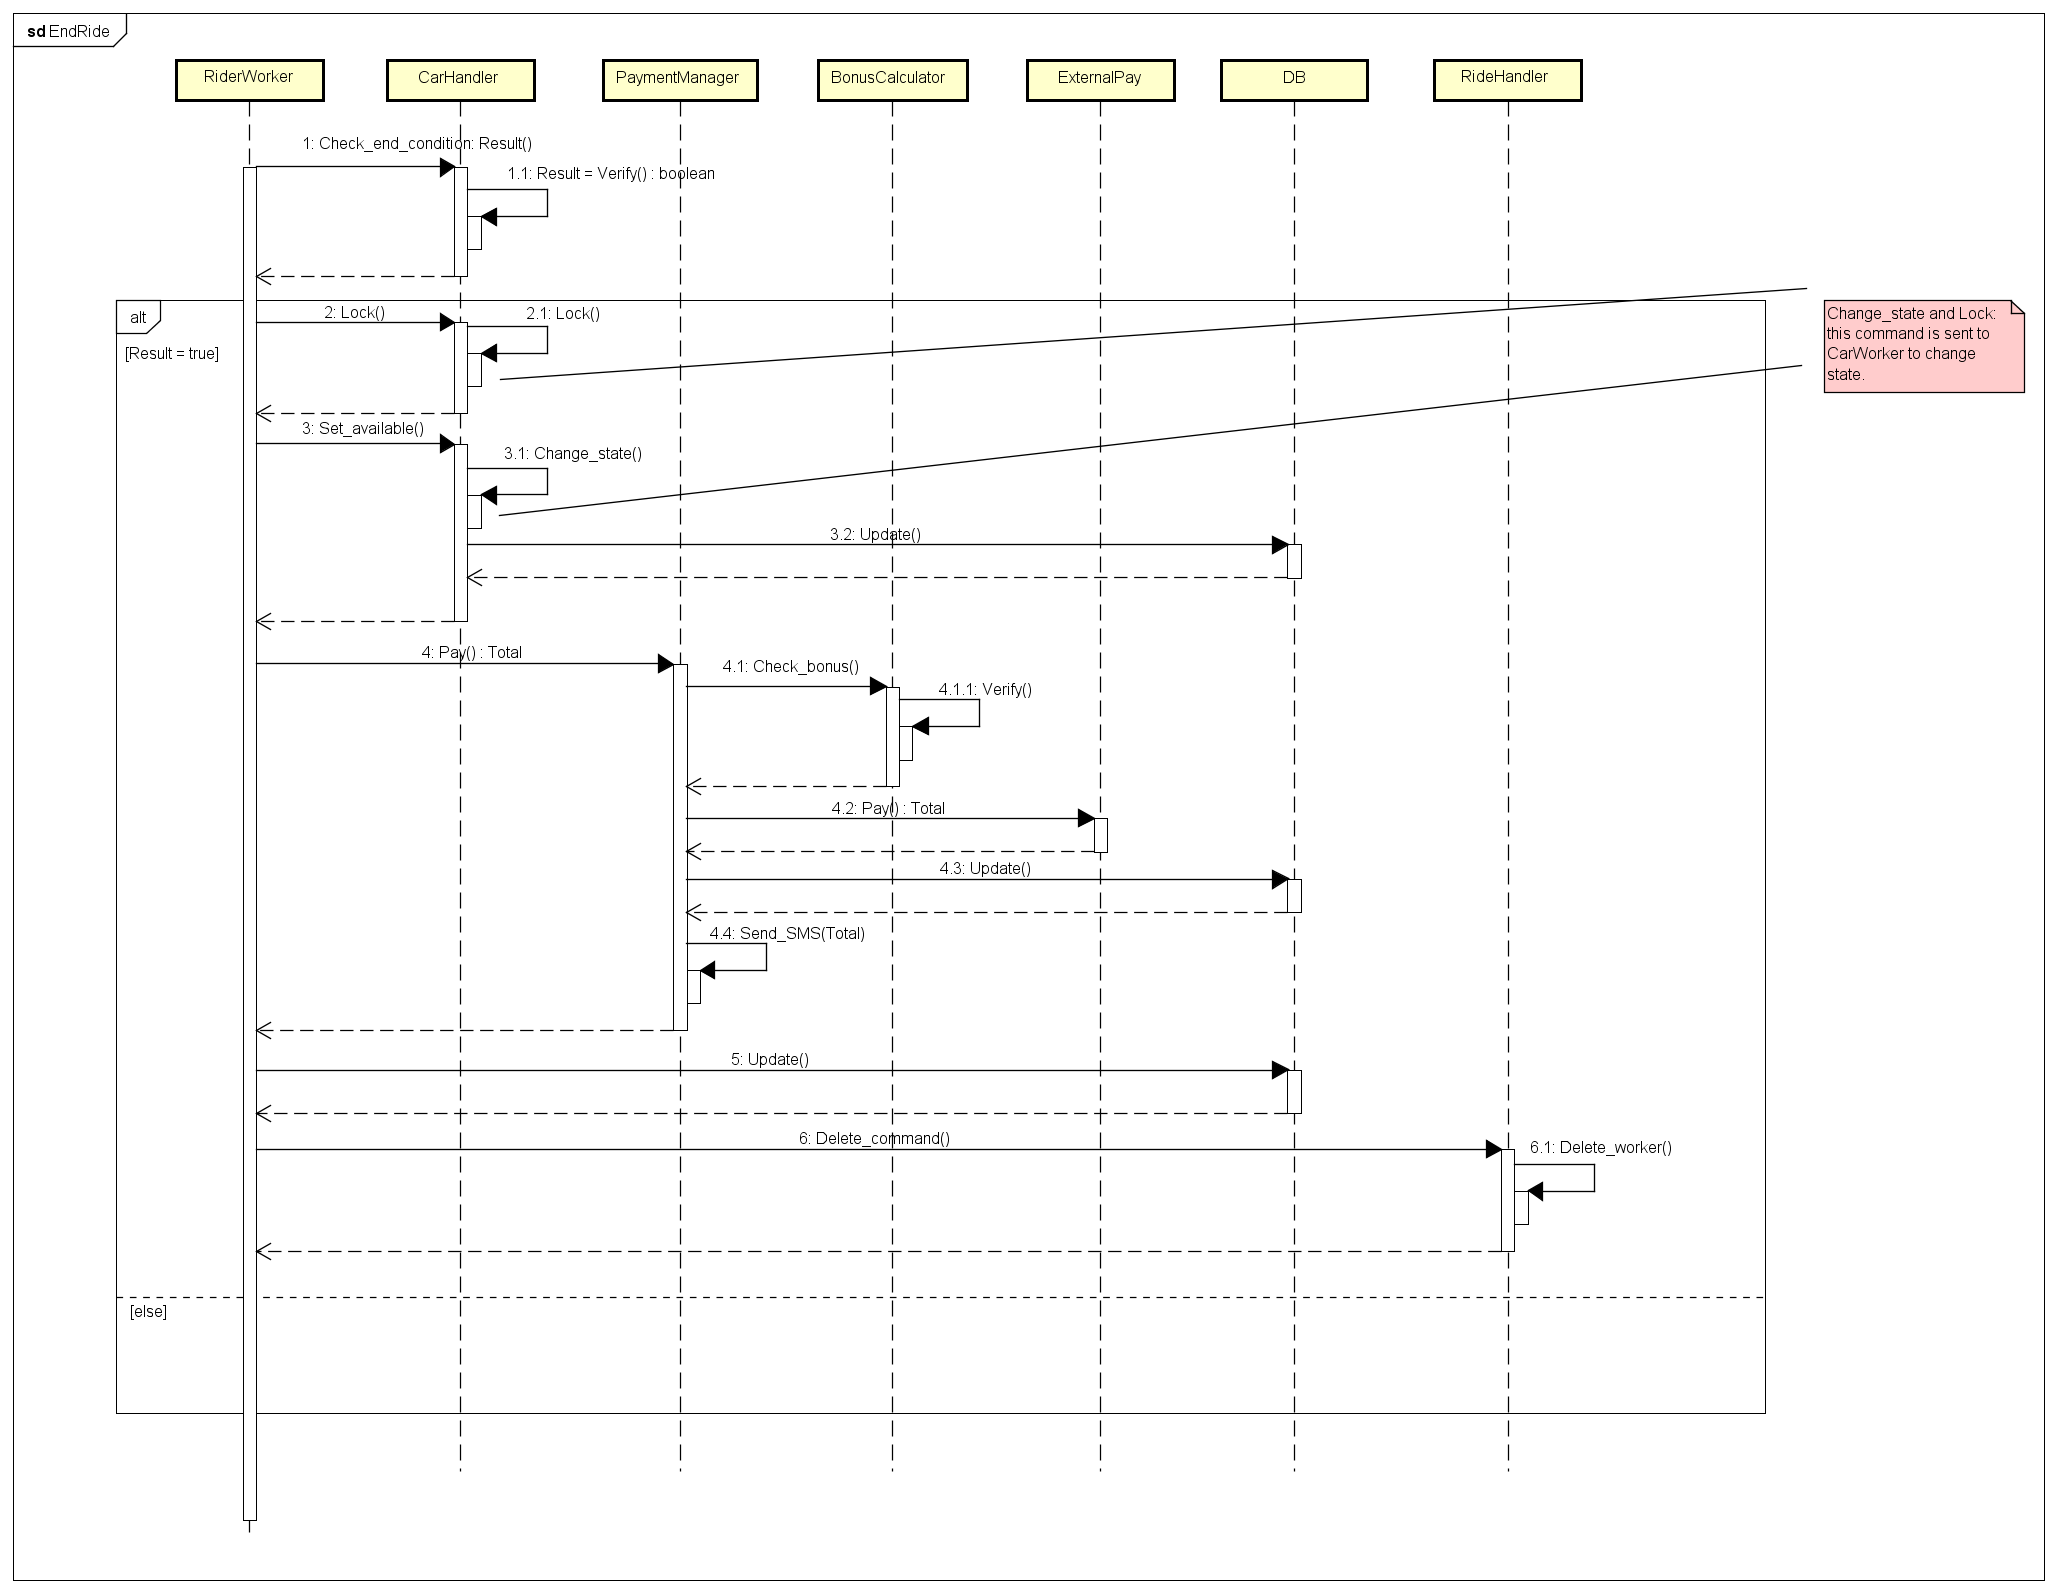 sd EndRide
RiderWorker
CarHandler
PaymentManager
BonusCalculator
ExternalPay
DB
RideHandler
1: Check_end_condition: Result()
1.1: Result = Verify() : boolean
alt
[Result = true]
2: Lock()
2.1: Lock()
Change_state and Lock:
this command is sent to
CarWorker to change
state.
3: Set_available()
3.1: Change_state()
3.2: Update()
4: Pay() : Total
4.1: Check_bonus()
4.1.1: Verify()
4.2: Pay() : Total
4.3: Update()
4.4: Send_SMS(Total)
5: Update()
6: Delete_command()
6.1: Delete_worker()
[else]